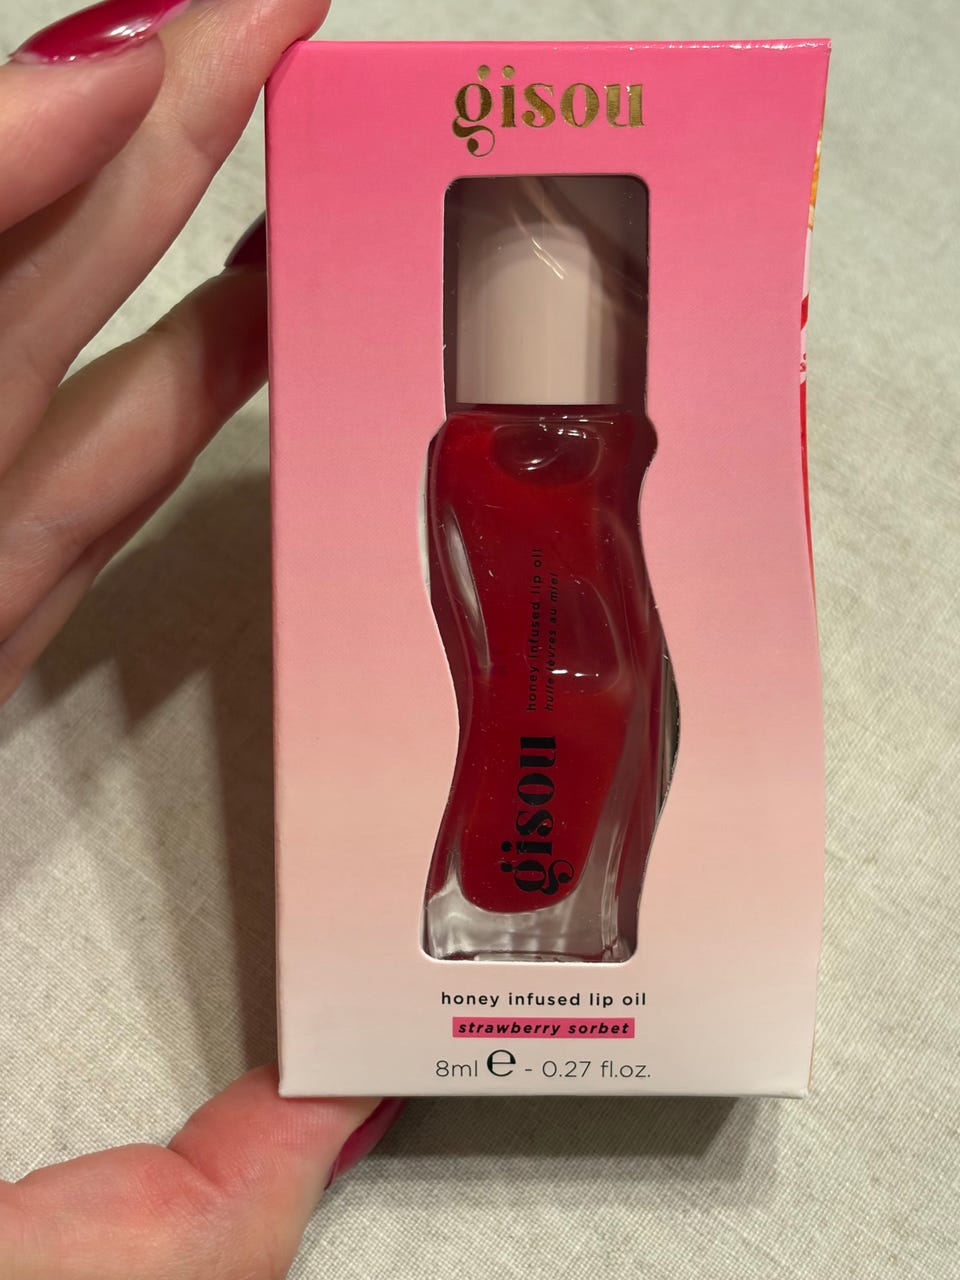 gisou
honey infused lip oil
huile lèvres au miel
gisou
honey infused lip oil
strawberry sorbet
8ml ℮ - 0.27 fl.oz.